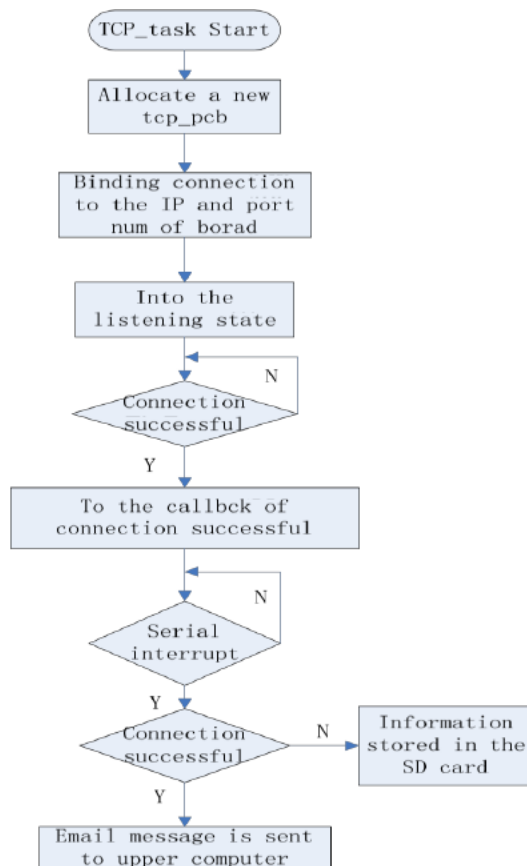 TCP_task Start
Allocate a new
tcp_pcb
Binding connection
to the IP and port
num of borad
Into the
listening state
N
Connection
successful
Y
To the callbck of
connection successful
N
Serial
interrupt
Y
Connection
successful
N
Information
stored in the
SD card
Y
Email message is sent
to upper computer